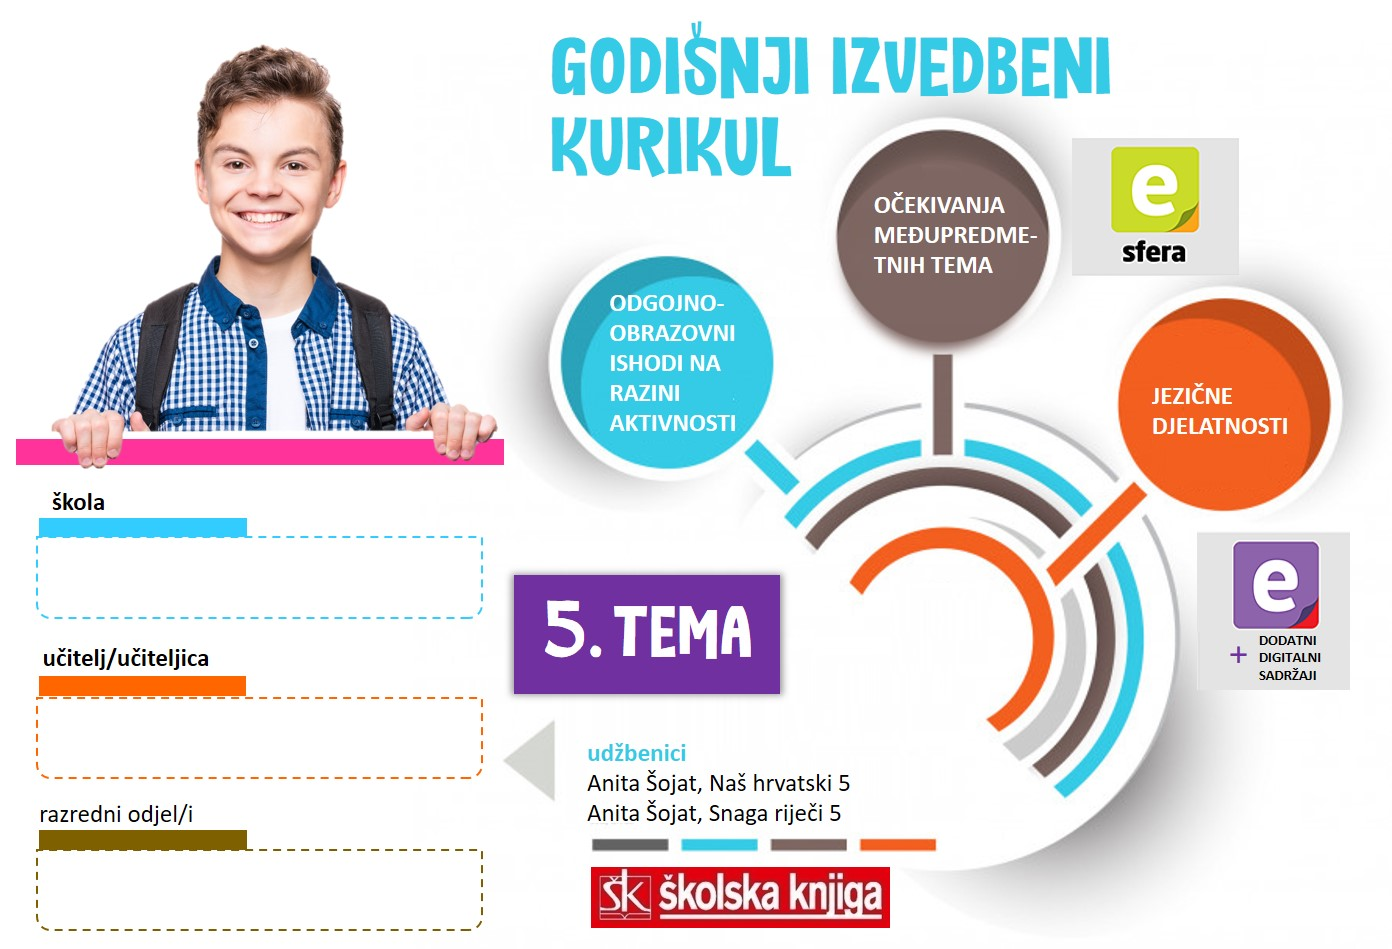 GODIŠNJI IZVEDBENI
KURIKUL
OČEKIVANJA
MEĐUPREDME-
TNIH TEMA
e
sfera
ODGOJNO-
OBRAZOVNI
ISHODI NA
RAZINI
AKTIVNOSTI
JEZIČNE
DJELATNOSTI
škola
učitelj/učiteljica
razredni odjel/i
5. TEMA
e
+ DODATNI
DIGITALNI
SADRŽAJI
udžbenici
Anita Šojat, Naš hrvatski 5
Anita Šojat, Snaga riječi 5
ŠK školska knjiga